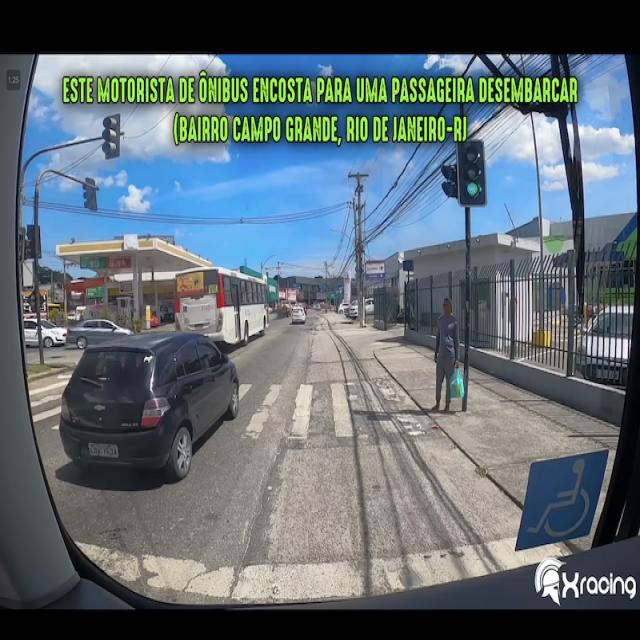 ESTE MOTORISTA DE ÔNIBUS ENCOSTA PARA UMA PASSAGEIRA DESEMBARCAR
(BAIRRO CAMPO GRANDE, RIO DE JANEIRO-RJ
Xracing